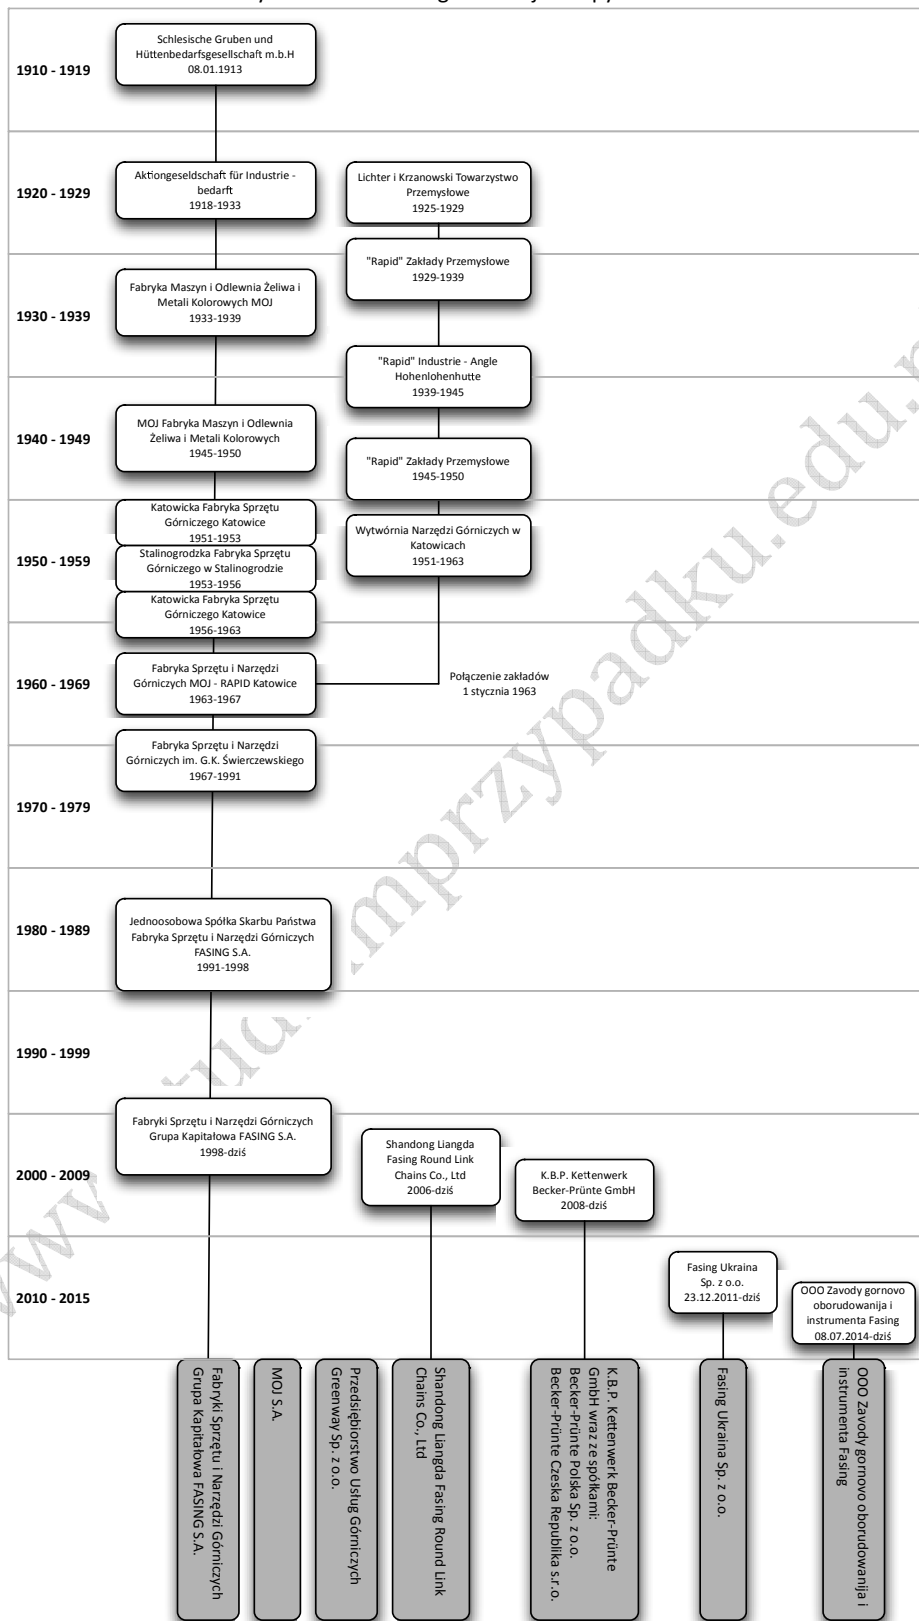 1910 - 1919
Schlesische Gruben und
Hüttenbedarfsgesellschaft m.b.H
08.01.1913
1920 - 1929
Aktiongeseldschaft für Industrie -
bedarft
1918-1933
Lichter i Krzanowski Towarzystwo
Przemysłowe
1925-1929
"Rapid" Zakłady Przemysłowe
1929-1939
1930 - 1939
Fabryka Maszyn i Odlewnia Żeliwa i
Metali Kolorowych MOJ
1933-1939
"Rapid" Industrie - Angle
Hohenlohenhutte
1939-1945
1940 - 1949
MOJ Fabryka Maszyn i Odlewnia
Żeliwa i Metali Kolorowych
1945-1950
"Rapid" Zakłady Przemysłowe
1945-1950
1950 - 1959
Katowicka Fabryka Sprzętu
Górniczego Katowice
1951-1953
Stalinogrodzka Fabryka Sprzętu
Górniczego w Stalinogrodzie
1953-1956
Katowicka Fabryka Sprzętu
Górniczego Katowice
1956-1963
Wytwórnia Narzędzi Górniczych w
Katowicach
1951-1963
1960 - 1969
Fabryka Sprzętu i Narzędzi
Górniczych MOJ - RAPID Katowice
1963-1967
Połączenie zakładów
1 stycznia 1963
Fabryka Sprzętu i Narzędzi
Górniczych im. G.K. Świerczewskiego
1967-1991
1970 - 1979
1980 - 1989
Jednoosobowa Spółka Skarbu Państwa
Fabryka Sprzętu i Narzędzi Górniczych
FASING S.A.
1991-1998
1990 - 1999
2000 - 2009
Fabryki Sprzętu i Narzędzi Górniczych
Grupa Kapitałowa FASING S.A.
1998-dziś
Shandong Liangda
Fasing Round Link
Chains Co., Ltd
2006-dziś
K.B.P. Kettenwerk
Becker-Prünte GmbH
2008-dziś
2010 - 2015
Fasing Ukraina
Sp. z o.o.
23.12.2011-dziś
OOO Zavody gornovo
oborudowanija i
instrumenta Fasing
08.07.2014-dziś
Fabryki Sprzętu i Narzędzi Górniczych
Grupa Kapitałowa FASING S.A.
MOJ S.A.
Przedsiębiorstwo Usług Górniczych
Greenway Sp. z o.o.
Shandong Liangda Fasing Round Link
Chains Co., Ltd
K.B.P. Kettenwerk Becker-Prünte
GmbH wraz ze spółkami:
Becker-Prünte Polska Sp. z o.o.
Becker-Prünte Czeska Republika s.r.o.
Fasing Ukraina Sp. z o.o.
OOO Zavody gornovo oborudowanija i
instrumenta Fasing